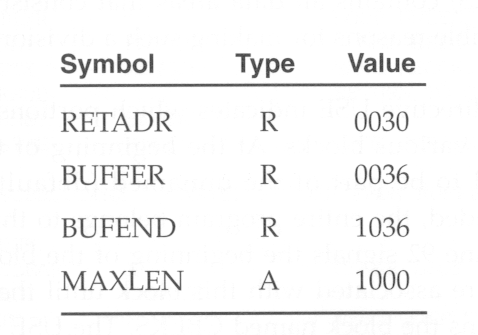 Symbol Type Value
RETADR R 0030
BUFFER R 0036
BUFEND R 1036
MAXLEN A 1000